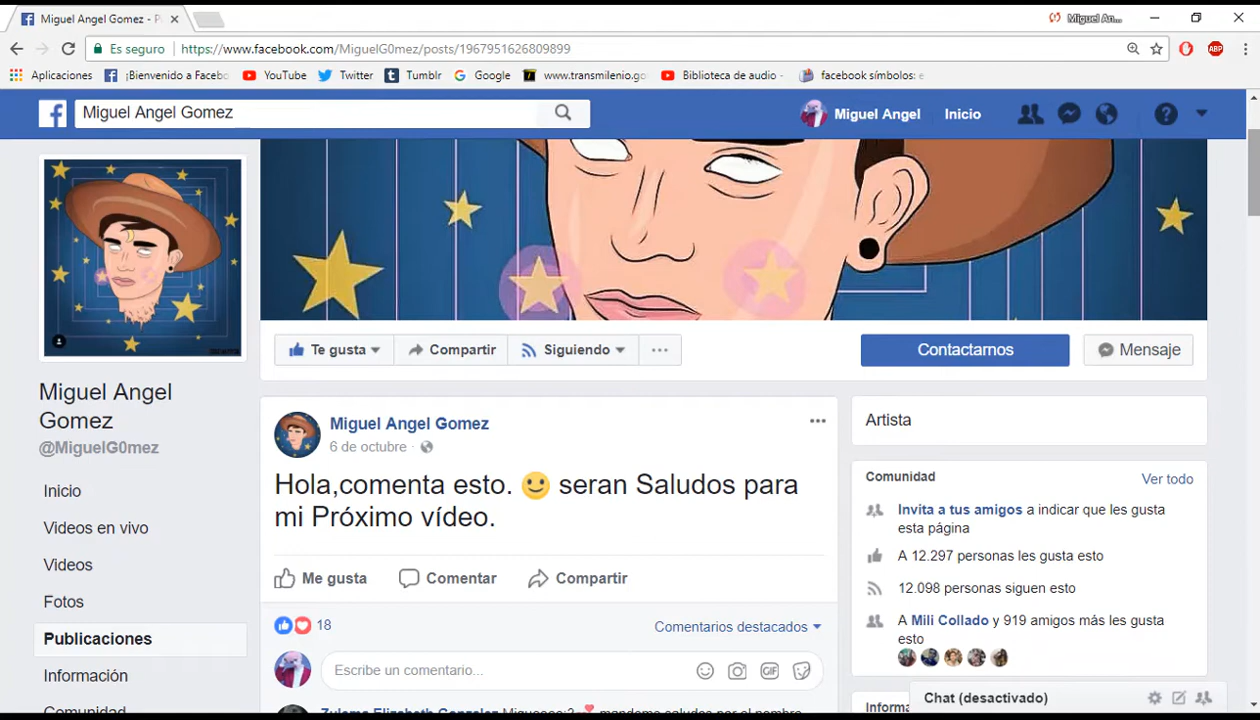 Miguel Angel Gomez - P
Miguel An...
Es seguro
https://www.facebook.com/MiguelG0mez/posts/1967951626809899
Aplicaciones
¡Bienvenido a Facebo
YouTube
Twitter
Tumblr
Google
www.transmilenio.go
Biblioteca de audio -
facebook símbolos: e
Miguel Angel Gomez
Miguel Angel
Inicio
Te gusta
Compartir
Siguiendo
Contactarnos
Mensaje
Miguel Angel
Gomez
@MiguelG0mez
Inicio
Videos en vivo
Videos
Fotos
Publicaciones
Información
Comunidad
Miguel Angel Gomez
6 de octubre ·
Hola,comenta esto. 🙂 seran Saludos para
mi Próximo vídeo.
Me gusta
Comentar
Compartir
18
Comentarios destacados
Escribe un comentario...
GIF
Zulema Elizabeth Gonzalez
Artista
Comunidad
Ver todo
Invita a tus amigos a indicar que les gusta
esta página
A 12.297 personas les gusta esto
12.098 personas siguen esto
A Mili Collado y 919 amigos más les gusta
esto
Chat (desactivado)